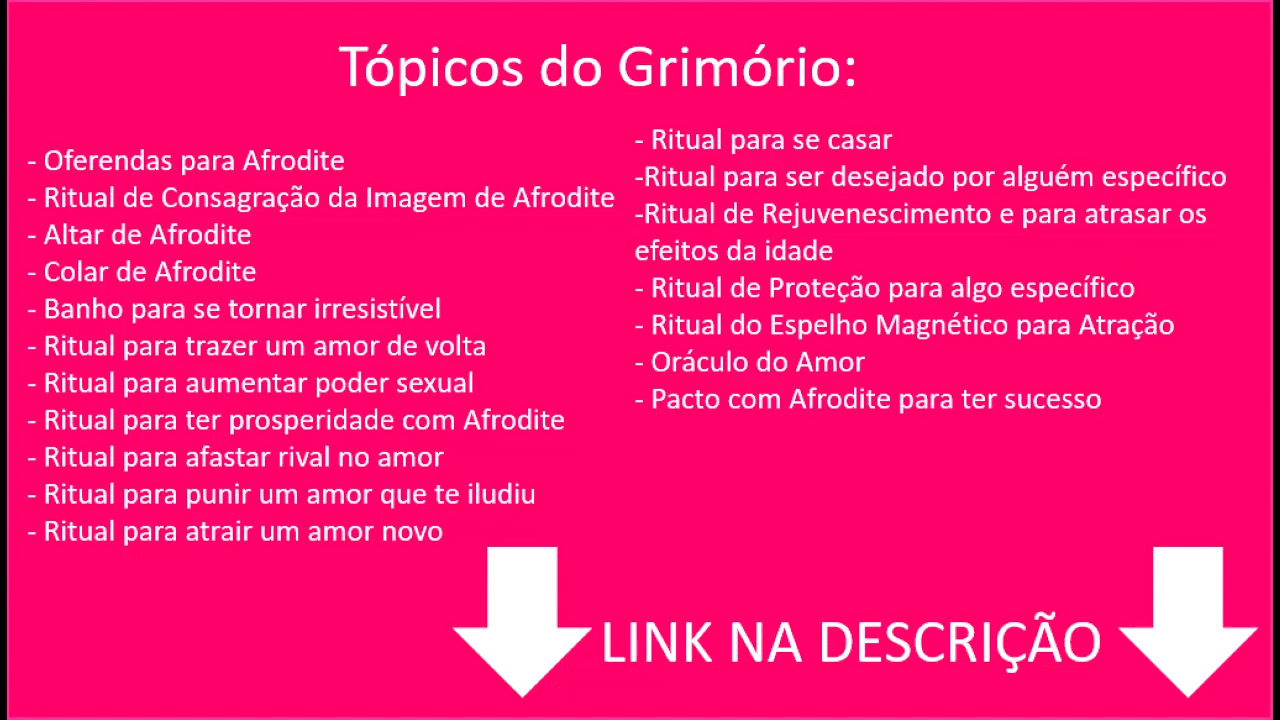 Tópicos do Grimório:
- Oferendas para Afrodite
- Ritual de Consagração da Imagem de Afrodite
- Altar de Afrodite
- Colar de Afrodite
- Banho para se tornar irresistível
- Ritual para trazer um amor de volta
- Ritual para aumentar poder sexual
- Ritual para ter prosperidade com Afrodite
- Ritual para afastar rival no amor
- Ritual para punir um amor que te iludiu
- Ritual para atrair um amor novo
- Ritual para se casar
-Ritual para ser desejado por alguém específico
-Ritual de Rejuvenescimento e para atrasar os
efeitos da idade
- Ritual de Proteção para algo específico
- Ritual do Espelho Magnético para Atração
- Oráculo do Amor
- Pacto com Afrodite para ter sucesso
LINK NA DESCRIÇÃO